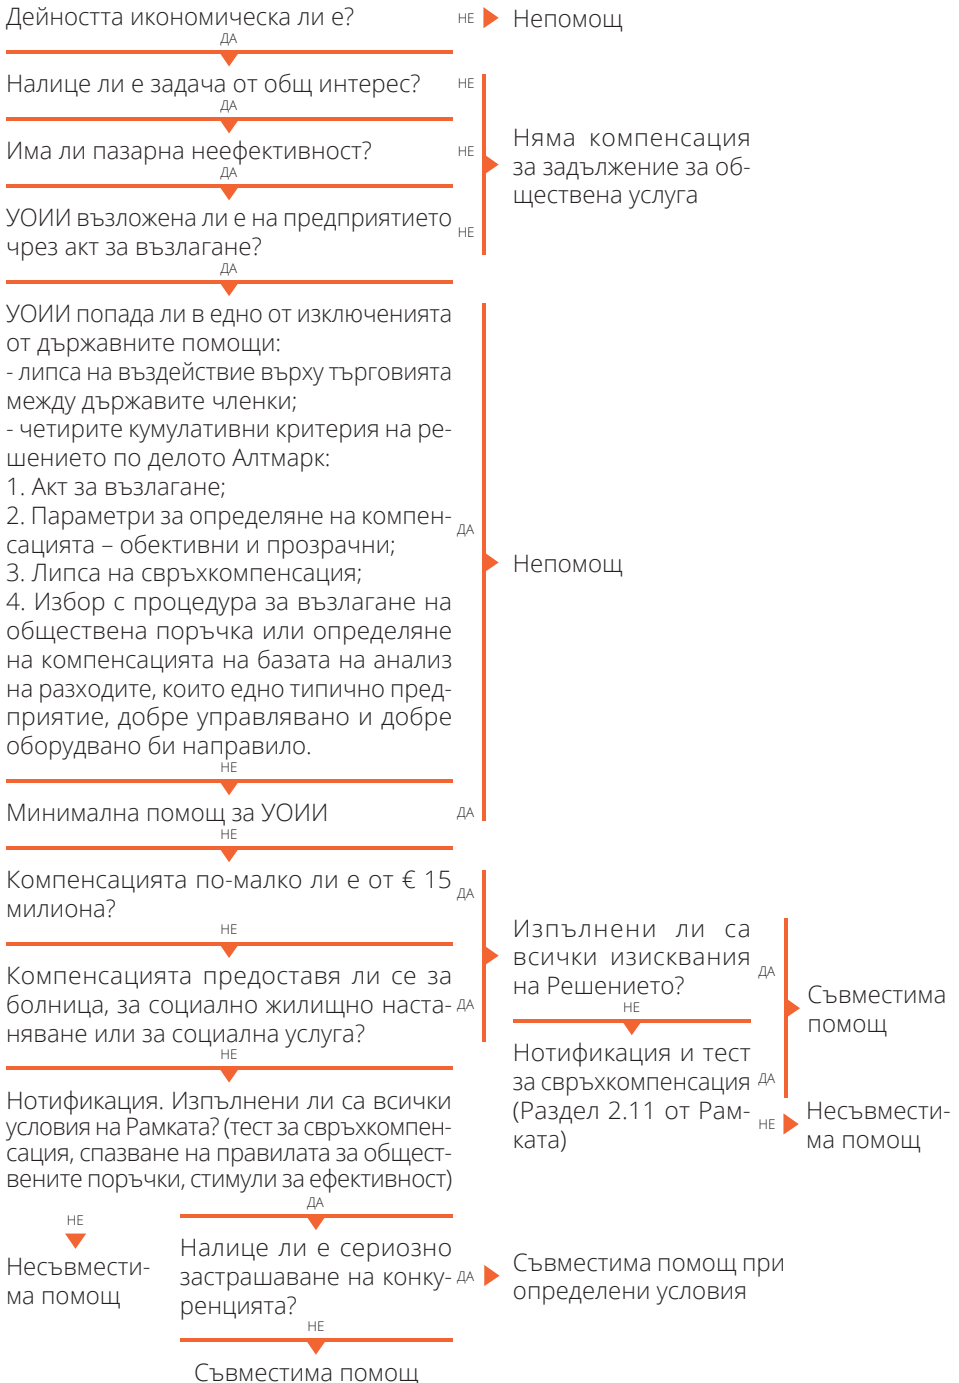 Дейността икономическа ли е?
НЕ
Непомощ
ДА
Налице ли е задача от общ интерес?
НЕ
ДА
Има ли пазарна неефективност?
НЕ
ДА
УОИИ възложена ли е на предприятието
чрез акт за възлагане?
НЕ
Няма компенсация
за задължение за об-
ществена услуга
ДА
УОИИ попада ли в едно от изключенията
от държавните помощи:
- липса на въздействие върху търговията
между държавите членки;
- четирите кумулативни критерия на ре-
шението по делото Алтмарк:
1. Акт за възлагане;
2. Параметри за определяне на компен-
сацията – обективни и прозрачни;
3. Липса на свръхкомпенсация;
4. Избор с процедура за възлагане на
обществена поръчка или определяне
на компенсацията на базата на анализ
на разходите, които едно типично пред-
приятие, добре управлявано и добре
оборудвано би направило.
ДА
Непомощ
НЕ
Минимална помощ за УОИИ
ДА
НЕ
Компенсацията по-малко ли е от € 15
милиона?
ДА
НЕ
Компенсацията предоставя ли се за
болница, за социално жилищно наста-
няване или за социална услуга?
ДА
Изпълнени ли са
всички изисквания
на Решението?
ДА
НЕ
Нотификация и тест
за свръхкомпенсация
(Раздел 2.11 от Рам-
ката)
ДА
Съвместима
помощ
НЕ
Несъвмести-
ма помощ
НЕ
Нотификация. Изпълнени ли са всички
условия на Рамката? (тест за свръхкомпен-
сация, спазване на правилата за общест-
вените поръчки, стимули за ефективност)
НЕ
Несъвмести-
ма помощ
ДА
Налице ли е сериозно
застрашаване на конку-
ренцията?
ДА
Съвместима помощ при
определени условия
НЕ
Съвместима помощ